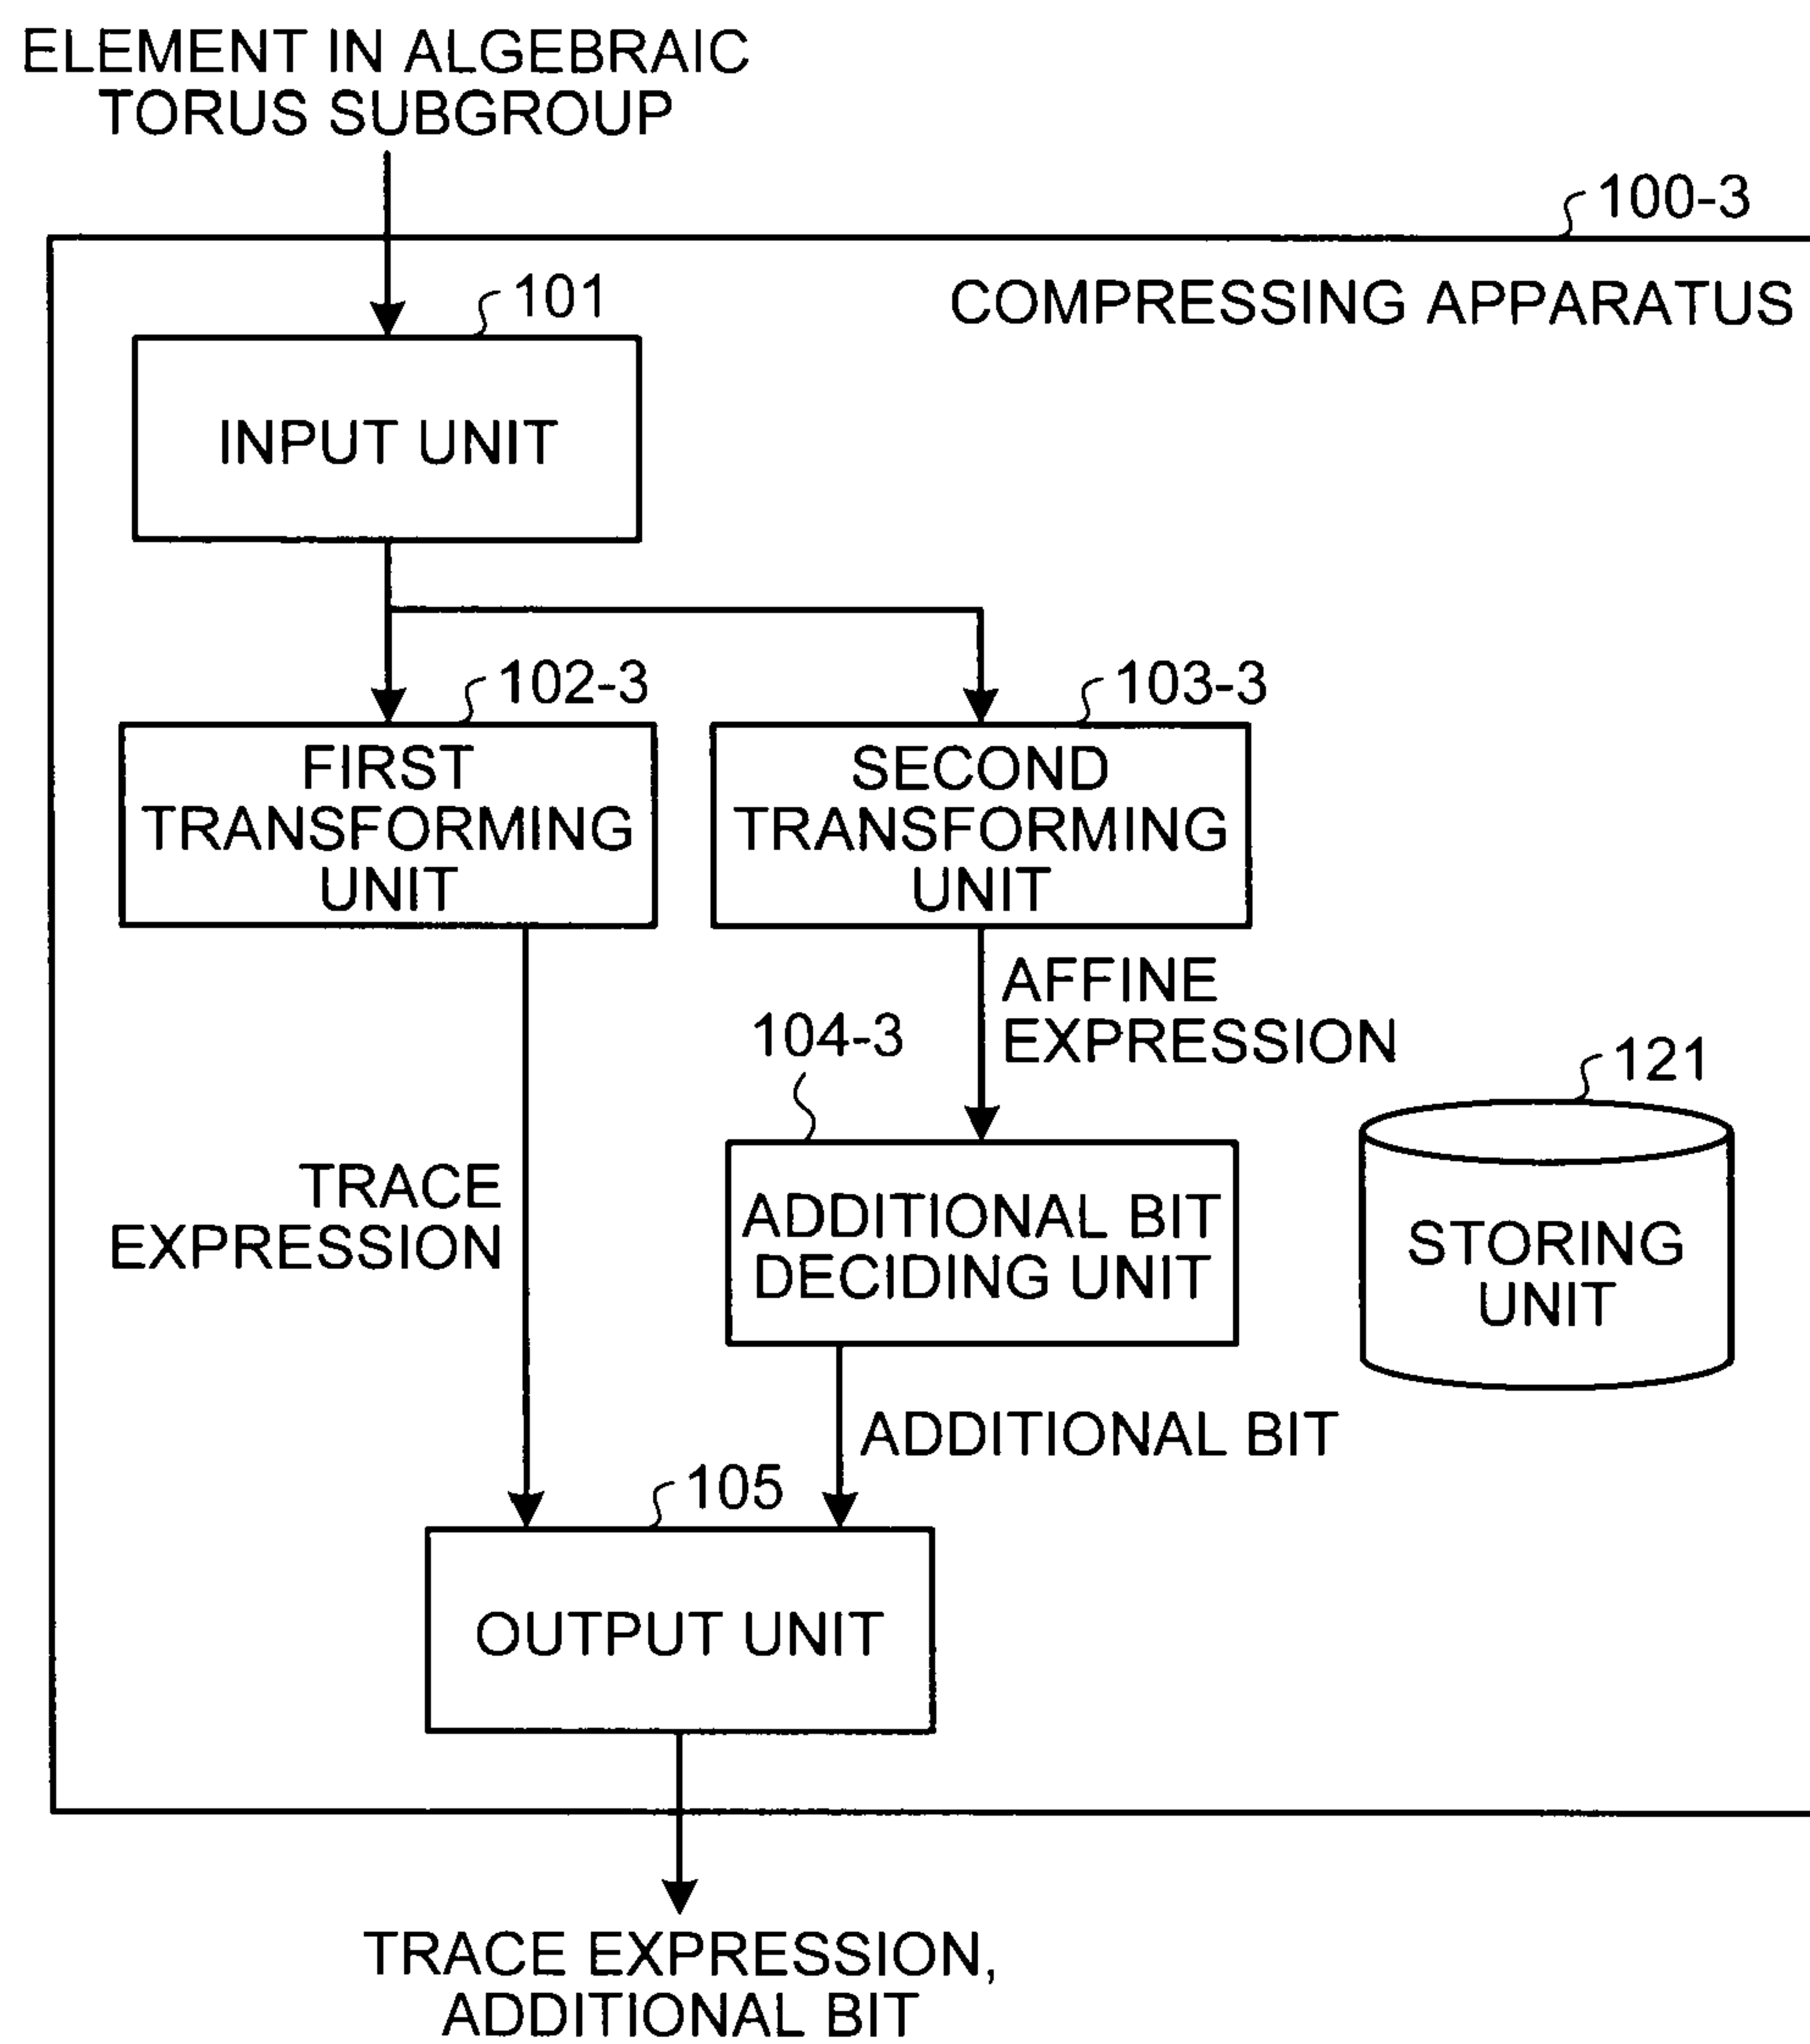 ELEMENT IN ALGEBRAIC
TORUS SUBGROUP
100-3
COMPRESSING APPARATUS
101
INPUT UNIT
102-3
103-3
FIRST
TRANSFORMING
UNIT
SECOND
TRANSFORMING
UNIT
AFFINE
EXPRESSION
104-3
121
TRACE
EXPRESSION
ADDITIONAL BIT
DECIDING UNIT
STORING
UNIT
ADDITIONAL BIT
105
OUTPUT UNIT
TRACE EXPRESSION,
ADDITIONAL BIT